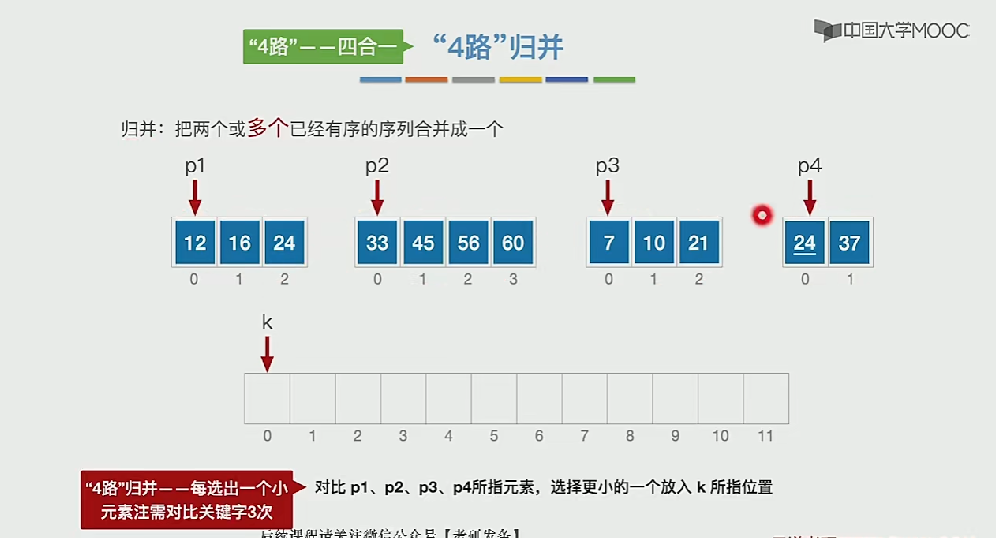 中国大学MOOC
“4路”——四合一
“4路”归并
归并：把两个或多个已经有序的序列合并成一个
p1 p2 p3 p4
12 16 24 33 45 56 60 7 10 21 24 37
0 1 2 0 1 2 3 0 1 2 0 1
k
0 1 2 3 4 5 6 7 8 9 10 11
“4路”归并——每选出一个小
元素注需对比关键字3次
对比 p1、p2、p3、p4所指元素，选择更小的一个放入 k 所指位置